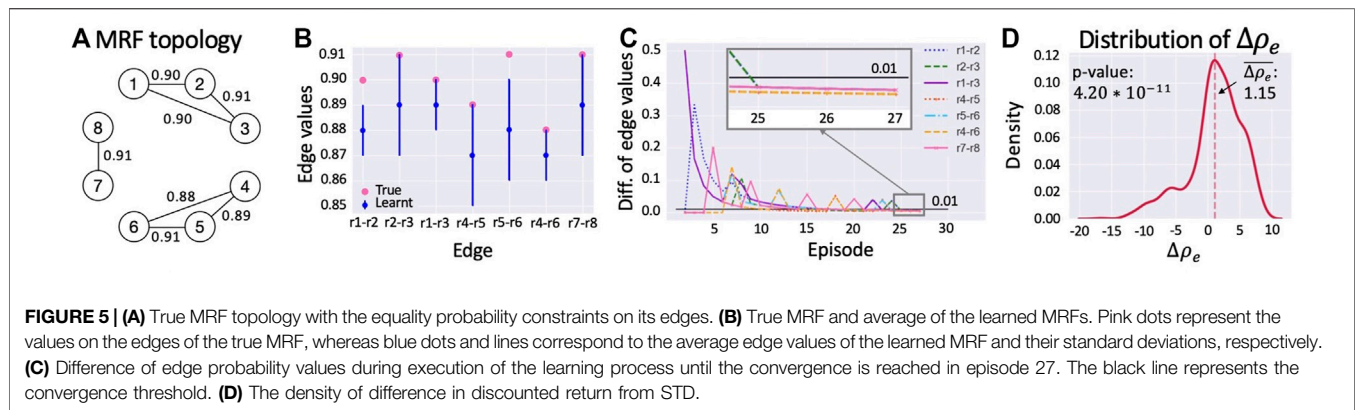 A MRF topology
1
0.90
2
0.91
0.90
3
8
0.91
7
4
0.88
0.89
6
0.91
5
B
Edge values
0.91
0.90
0.89
0.88
0.87
0.86
0.85
True
Learnt
r1-r2 r2-r3 r1-r3 r4-r5 r5-r6 r4-r6 r7-r8
Edge
C
Diff. of edge values
0.5
0.4
0.3
0.2
0.1
0.0
0.01
25 26 27
r1-r2
r2-r3
r1-r3
r4-r5
r5-r6
r4-r6
r7-r8
0.01
5 10 15 20 25 30
Episode
D Distribution of Δρₑ
Density
0.12
0.10
0.08
0.06
0.04
0.02
0.00
p-value:
4.20 * 10⁻¹¹
Δρₑ:
1.15
-20 -15 -10 -5 0 5 10
Δρₑ
FIGURE 5 | (A) True MRF topology with the equality probability constraints on its edges. (B) True MRF and average of the learned MRFs. Pink dots represent the
values on the edges of the true MRF, whereas blue dots and lines correspond to the average edge values of the learned MRF and their standard deviations, respectively.
(C) Difference of edge probability values during execution of the learning process until the convergence is reached in episode 27. The black line represents the
convergence threshold. (D) The density of difference in discounted return from STD.